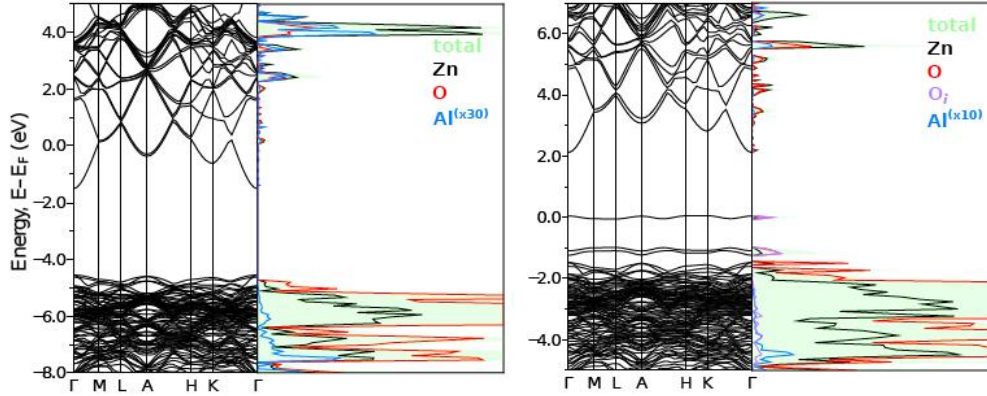 Energy, E−E_F (eV)
4.0
2.0
0.0
−2.0
−4.0
−6.0
−8.0
Γ M L A H K Γ
total
Zn
O
Al(x30)
6.0
4.0
2.0
0.0
−2.0
−4.0
Γ M L A H K Γ
total
Zn
O
O_i
Al(x10)